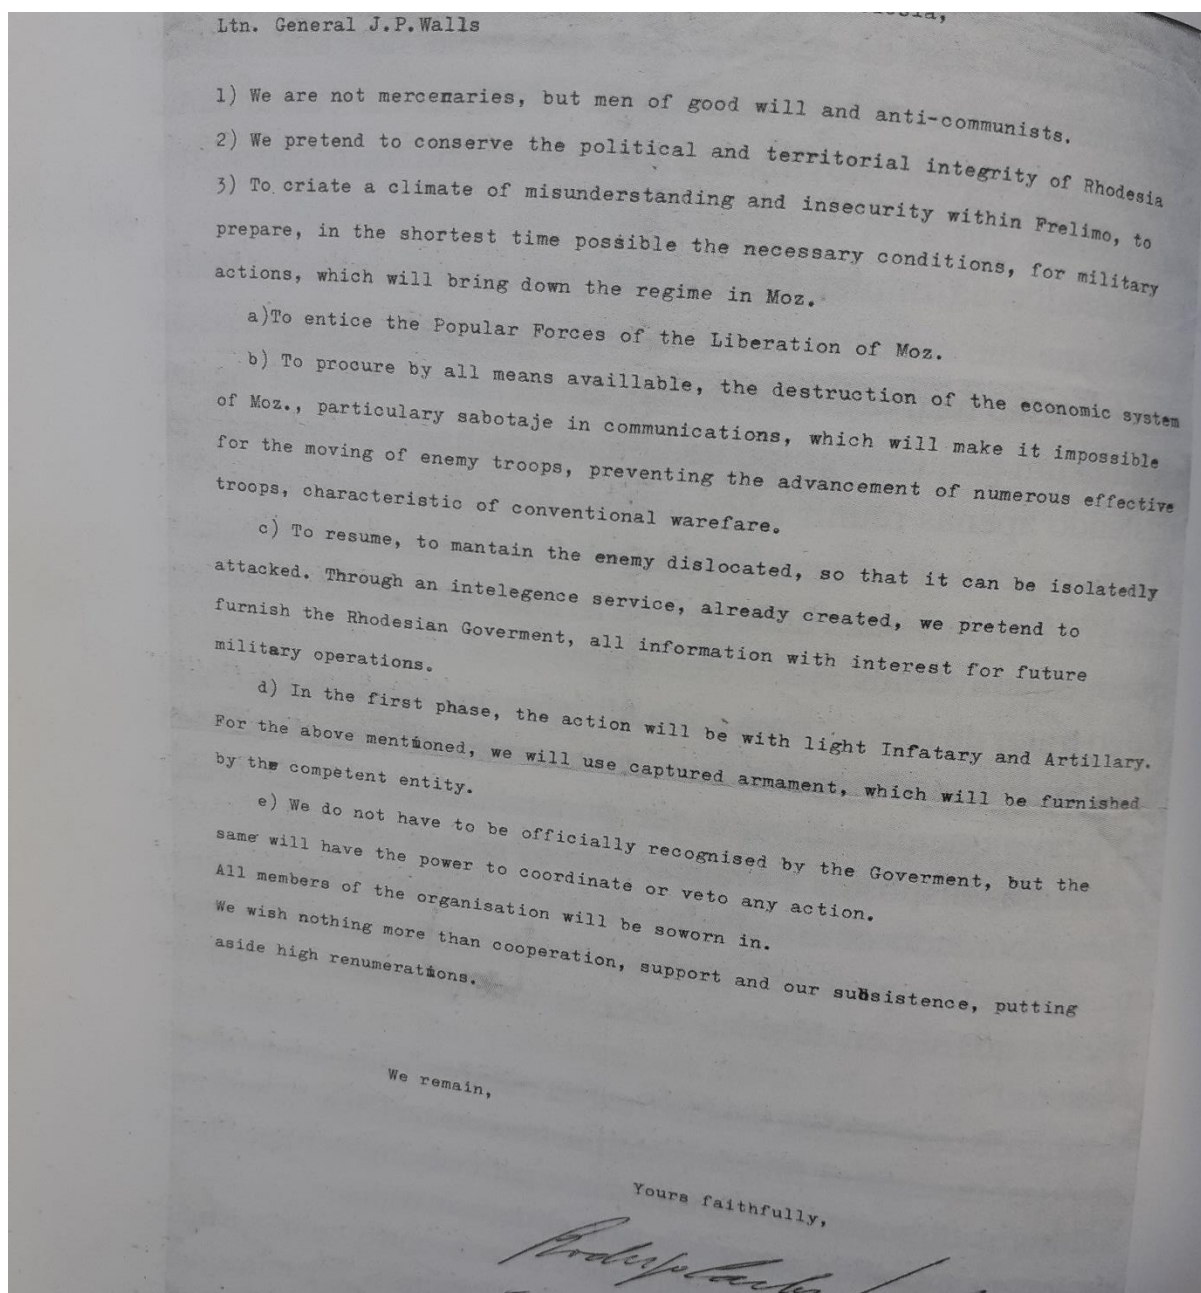 Ltn. General J.P.Walls
1) We are not mercenaries, but men of good will and anti-communists.
2) We pretend to conserve the political and territorial integrity of Rhodesia
3) To criate a climate of misunderstanding and insecurity within Frelimo, to
prepare, in the shortest time possible the necessary conditions, for military
actions, which will bring down the regime in Moz.
a)To entice the Popular Forces of the Liberation of Moz.
b) To procure by all means availlable, the destruction of the economic system
of Moz., particulary sabotaje in communications, which will make it impossible
for the moving of enemy troops, preventing the advancement of numerous effective
troops, characteristic of conventional warefare.
c) To resume, to mantain the enemy dislocated, so that it can be isolatedly
attacked. Through an intelegence service, already created, we pretend to
furnish the Rhodesian Goverment, all information with interest for future
military operations.
d) In the first phase, the action will be with light Infatary and Artillary.
For the above mentioned, we will use captured armament, which will be furnished
by the competent entity.
e) We do not have to be officially recognised by the Goverment, but the
same will have the power to coordinate or veto any action.
All members of the organisation will be soworn in.
We wish nothing more than cooperation, support and our subsistence, putting
aside high renumerations.
We remain,
Yours faithfully,